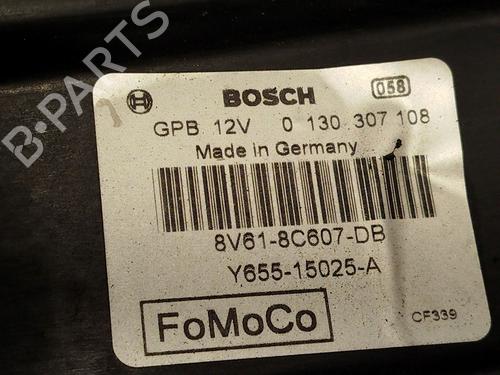 B-PARTS
BOSCH 058
GPB 12V 0 130 307 108
Made in Germany
8V61-8C607-DB
Y655-15025-A
FoMoCo
CF339